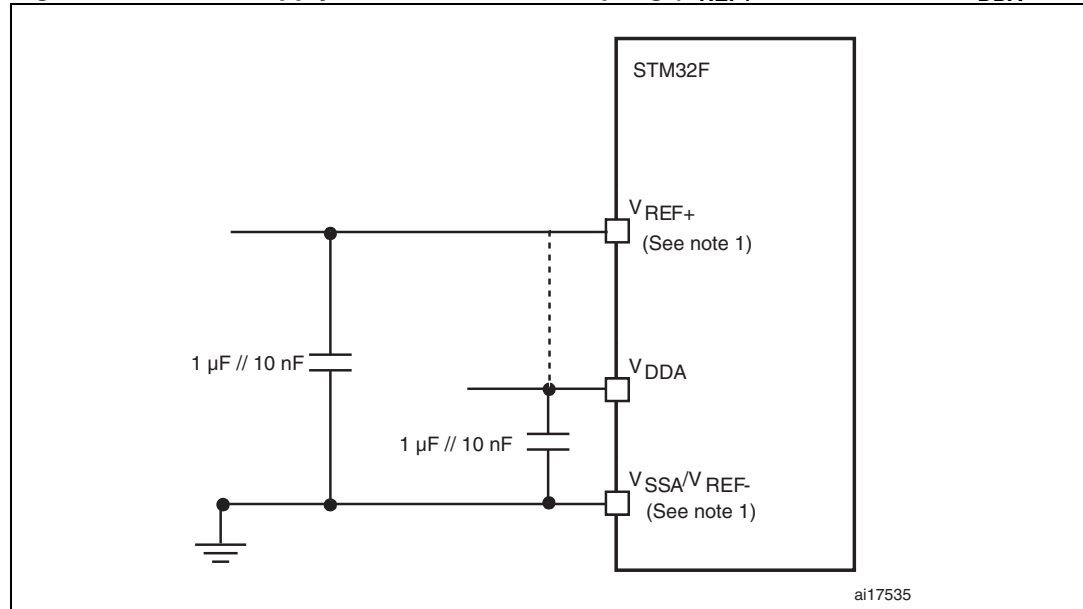 STM32F
VREF+
(See note 1)
1 µF // 10 nF
VDDA
1 µF // 10 nF
VSSA/VREF-
(See note 1)
ai17535